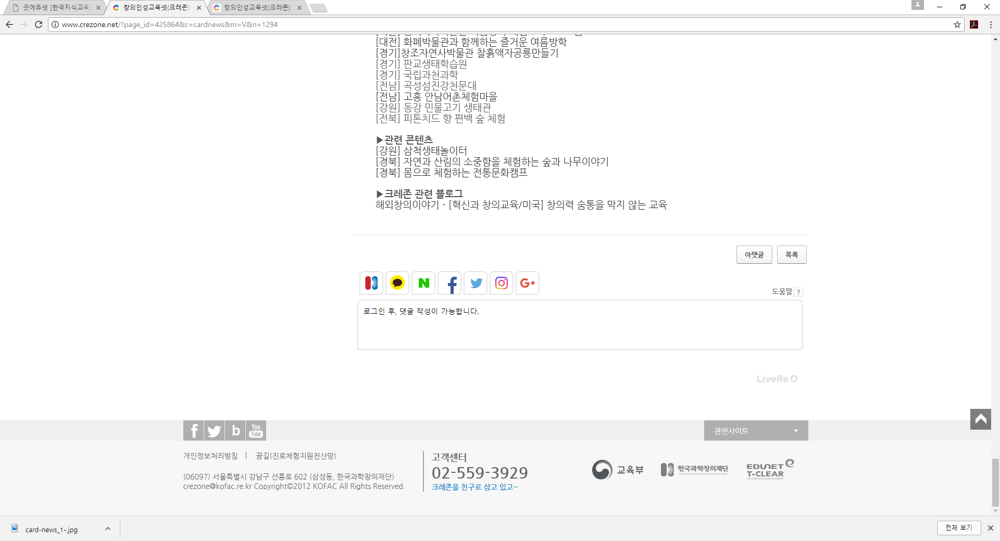 굿에듀넷 [한국지식교육
창의인성교육넷(크레존)
창의인성교육넷(크레존)
www.crezone.net/?page_id=425864&c=cardnews&m=V&n=1294
[대전] 화폐박물관과 함께하는 즐거운 여름방학
[경기]창조자연사박물관 찰흙액자공룡만들기
[경기] 판교생태학습원
[경기] 국립과천과학
[전남] 곡성섬진강천문대
[전남] 고흥 안남어촌체험마을
[강원] 동강 민물고기 생태관
[전북] 피톤치드 향 편백 숲 체험
▶관련 콘텐츠
[강원] 삼척생태놀이터
[경북] 자연과 산림의 소중함을 체험하는 숲과 나무이야기
[경북] 몸으로 체험하는 전통문화캠프
▶크레존 관련 블로그
해외창의이야기 - [혁신과 창의교육/미국] 창의력 숨통을 막지 않는 교육
아랫글
목록
N
G+
도움말 ?
로그인 후, 댓글 작성이 가능합니다.
LiveRe
You Tube
관련사이트
개인정보처리방침 | 꿈길(진로체험지원전산망)
(06097) 서울특별시 강남구 선릉로 602 (삼성동, 한국과학창의재단)
crezone@kofac.re.kr Copyright©2012 KOFAC All Rights Reserved.
고객센터
02-559-3929
크레존을 친구로 삼고 있고~
교육부
한국과학창의재단
EDUNET
T-CLEAR
card-news_1-.jpg
전체 보기